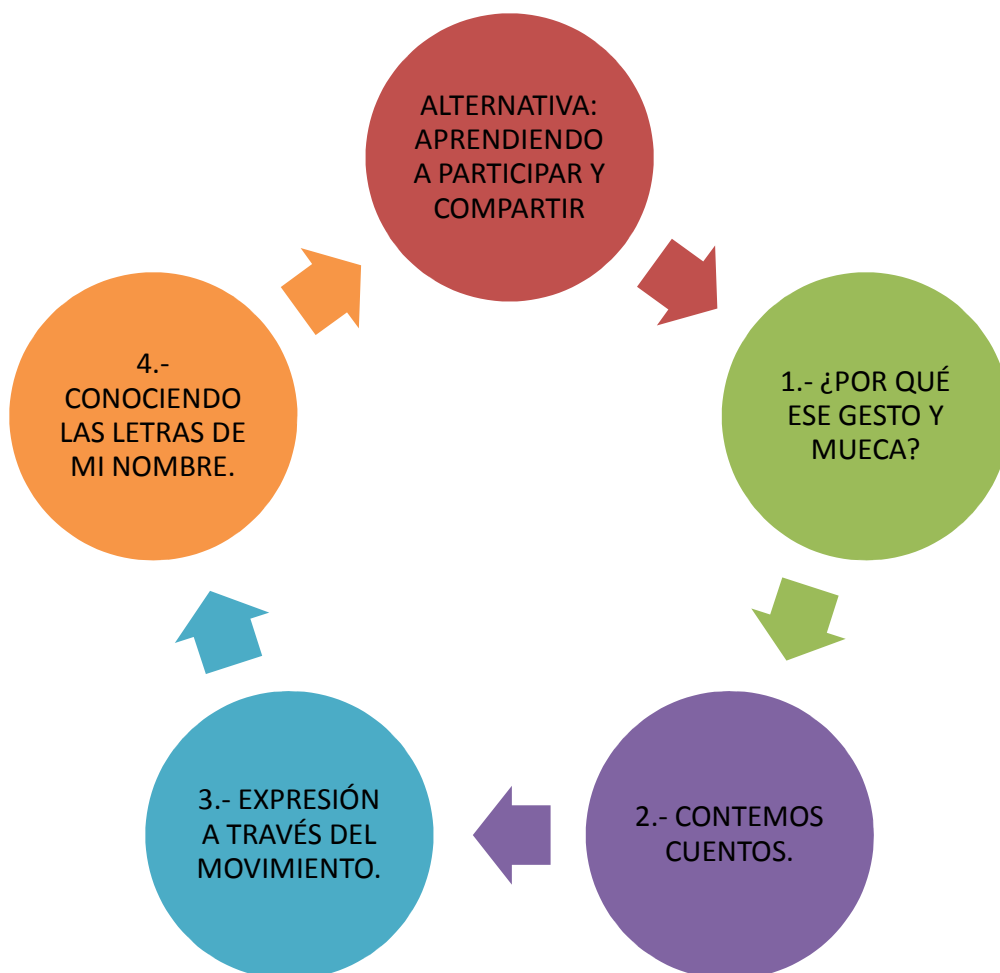 ALTERNATIVA:
APRENDIENDO
A PARTICIPAR Y
COMPARTIR
1.- ¿POR QUÉ
ESE GESTO Y
MUECA?
2.- CONTEMOS
CUENTOS.
3.- EXPRESIÓN
A TRAVÉS DEL
MOVIMIENTO.
4.-
CONOCIENDO
LAS LETRAS DE
MI NOMBRE.